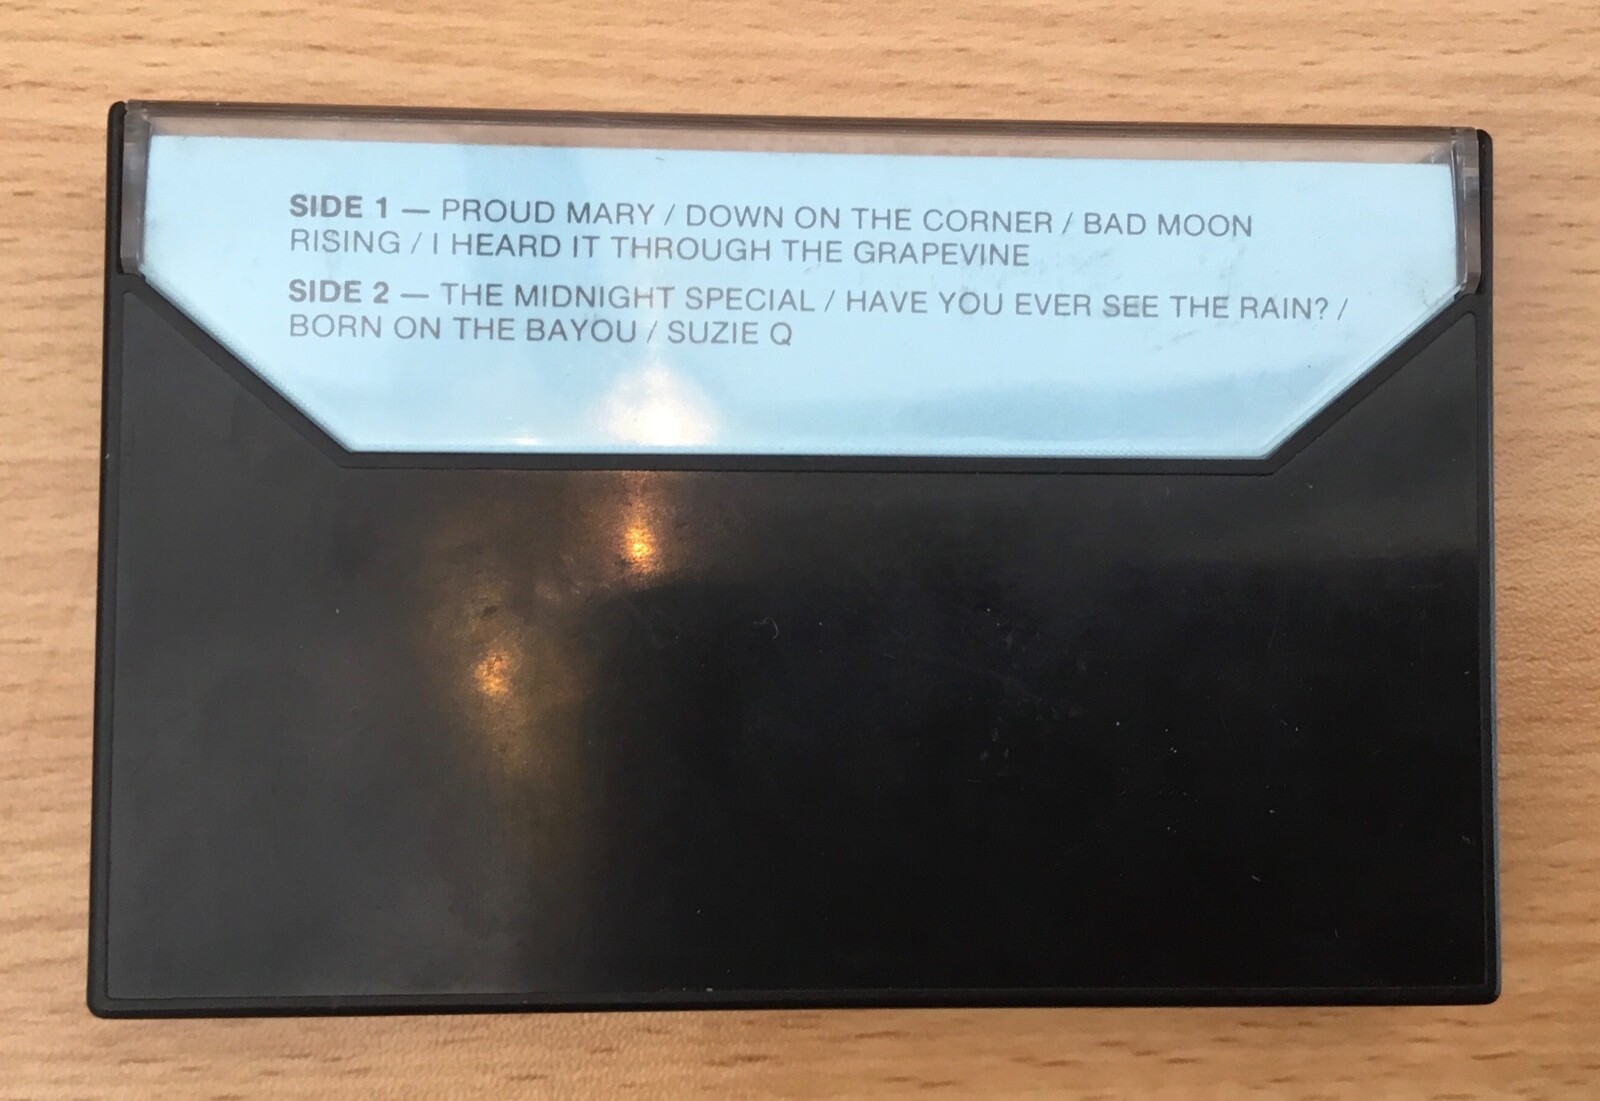 SIDE 1 — PROUD MARY / DOWN ON THE CORNER / BAD MOON
RISING / I HEARD IT THROUGH THE GRAPEVINE
SIDE 2 — THE MIDNIGHT SPECIAL / HAVE YOU EVER SEE THE RAIN? /
BORN ON THE BAYOU / SUZIE Q